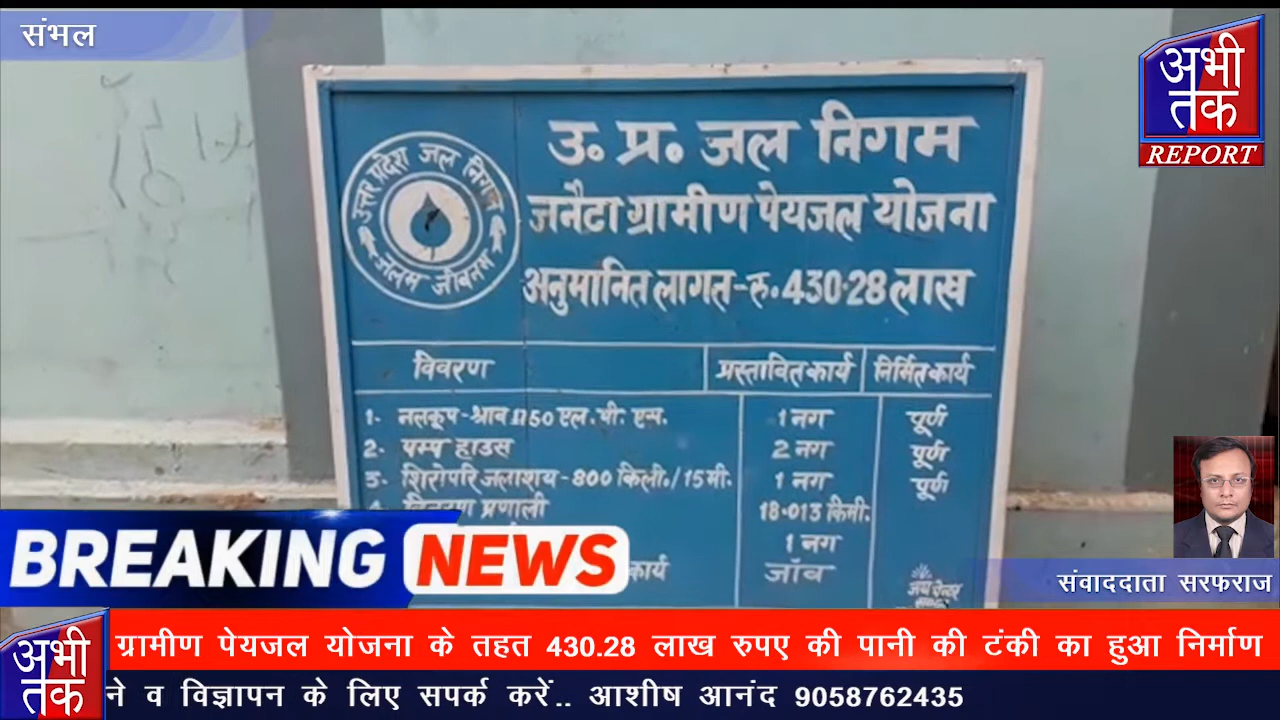 संभल
अभी
तक
REPORT
उ. प्र. जल निगम
जनैटा ग्रामीण पेयजल योजना
अनुमानित लागत-रु. 430.28 लाख
उत्तर प्रदेश जल निगम
जलम जीवनम
विवरण प्रस्तावित कार्य निर्मित कार्य
1. नलकूप-श्राव 1750 एल. पी. एस. 1 नग पूर्ण
2. पम्प हाउस 2 नग पूर्ण
3. शिरोपरि जलाशय-800 किली./15 मी. 1 नग पूर्ण
प्रणाली 18.013 किमी.
1 नग
कार्य जॉब
BREAKING NEWS
संवाददाता सरफराज
अभी
तक
ग्रामीण पेयजल योजना के तहत 430.28 लाख रुपए की पानी की टंकी का हुआ निर्माण
ने व विज्ञापन के लिए सपर्क करें.. आशीष आनंद 9058762435